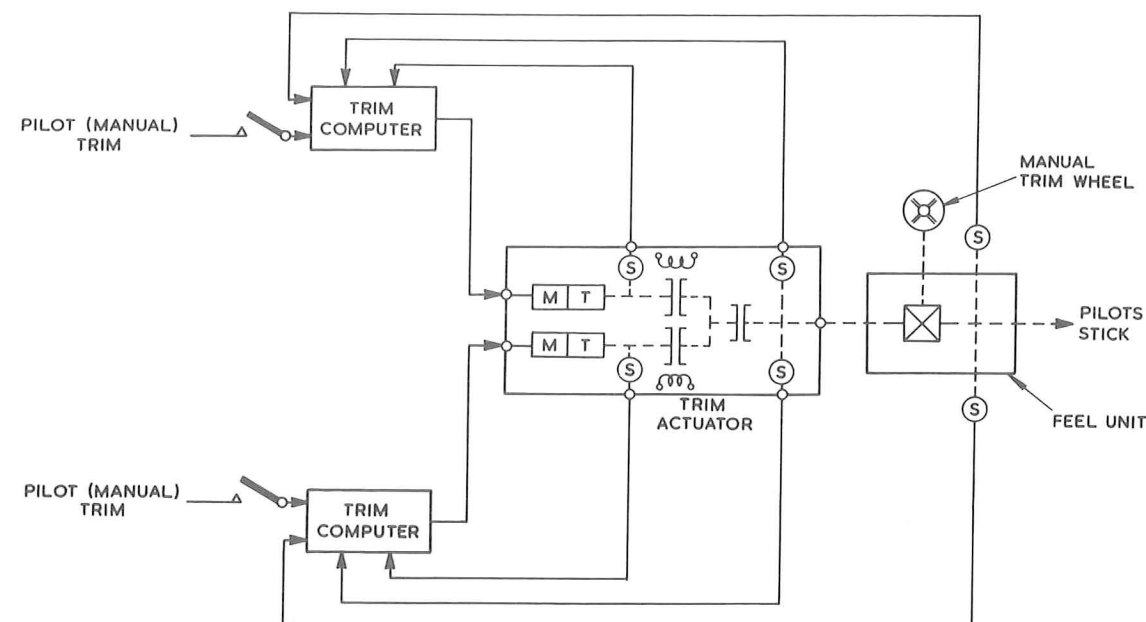 PILOT (MANUAL)
TRIM
TRIM
COMPUTER
MANUAL
TRIM WHEEL
S
S
S
M T
M T
S
S
S
PILOTS
STICK
TRIM
ACTUATOR
FEEL UNIT
PILOT (MANUAL)
TRIM
TRIM
COMPUTER